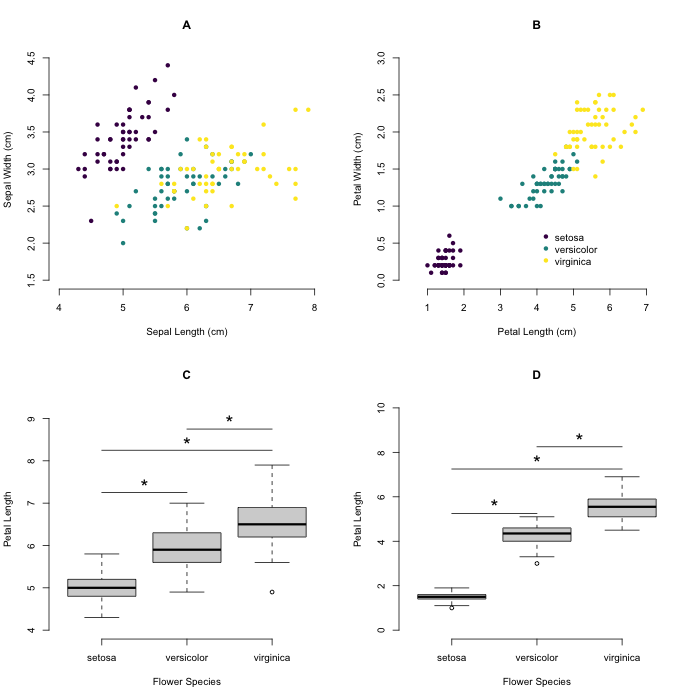 A
4.5
4.0
3.5
3.0
2.5
2.0
1.5
Sepal Width (cm)
4 5 6 7 8
Sepal Length (cm)
B
3.0
2.5
2.0
1.5
1.0
0.5
0.0
Petal Width (cm)
setosa
versicolor
virginica
1 2 3 4 5 6 7
Petal Length (cm)
C
9
8
7
6
5
4
Petal Length
*
*
*
setosa versicolor virginica
Flower Species
D
10
8
6
4
2
0
Petal Length
*
*
*
setosa versicolor virginica
Flower Species